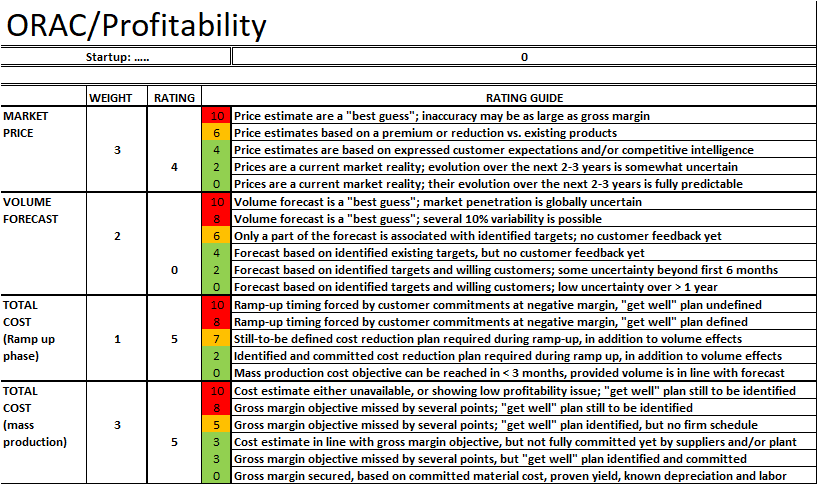 ORAC/Profitability
Startup: ..... 0
WEIGHT RATING RATING GUIDE
MARKET 10 Price estimate are a "best guess"; inaccuracy may be as large as gross margin
PRICE 6 Price estimates based on a premium or reduction vs. existing products
3 4 Price estimates are based on expressed customer expectations and/or competitive intelligence
4 2 Prices are a current market reality; evolution over the next 2-3 years is somewhat uncertain
0 Prices are a current market reality; their evolution over the next 2-3 years is fully predictable
VOLUME 10 Volume forecast is a "best guess"; market penetration is globally uncertain
FORECAST 8 Volume forecast is a "best guess"; several 10% variability is possible
2 6 Only a part of the forecast is associated with identified targets; no customer feedback yet
4 Forecast based on identified existing targets, but no customer feedback yet
0 2 Forecast based on identified targets and willing customers; some uncertainty beyond first 6 months
0 Forecast based on identified targets and willing customers; low uncertainty over > 1 year
TOTAL 10 Ramp-up timing forced by customer commitments at negative margin, "get well" plan undefined
COST 8 Ramp-up timing forced by customer commitments at negative margin, "get well" plan defined
(Ramp up 1 5 7 Still-to-be defined cost reduction plan required during ramp-up, in addition to volume effects
phase) 2 Identified and committed cost reduction plan required during ramp up, in addition to volume effects
0 Mass production cost objective can be reached in < 3 months, provided volume is in line with forecast
TOTAL 10 Cost estimate either unavailable, or showing low profitability issue; "get well" plan still to be identified
COST 8 Gross margin objective missed by several points; "get well" plan still to be identified
(mass 3 5 Gross margin objective missed by several points; "get well" plan identified, but no firm schedule
production) 5 3 Cost estimate in line with gross margin objective, but not fully committed yet by suppliers and/or plant
3 Gross margin objective missed by several points, but "get well" plan identified and committed
0 Gross margin secured, based on committed material cost, proven yield, known depreciation and labor